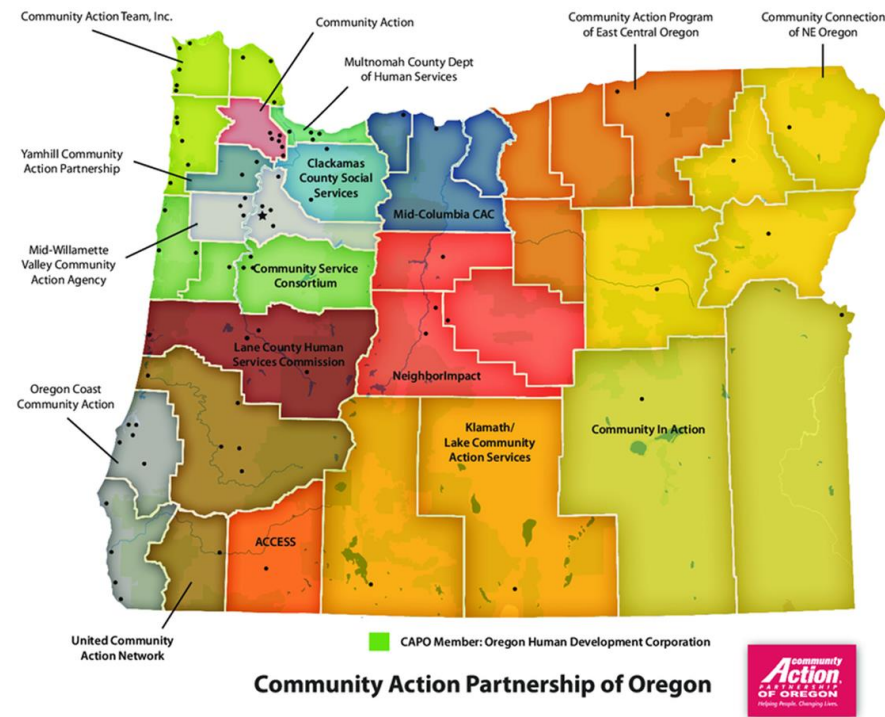 Community Action Team, Inc.
Community Action
Multnomah County Dept
of Human Services
Community Action Program
of East Central Oregon
Community Connection
of NE Oregon
Yamhill Community
Action Partnership
Clackamas
County Social
Services
Mid-Columbia CAC
Mid-Willamette
Valley Community
Action Agency
Community Service
Consortium
Lane County Human
Services Commission
NeighborImpact
Oregon Coast
Community Action
Klamath/
Lake Community
Action Services
Community In Action
ACCESS
United Community
Action Network
CAPO Member: Oregon Human Development Corporation
Community Action Partnership of Oregon
community
Action
PARTNERSHIP
OF OREGON
Helping People. Changing Lives.